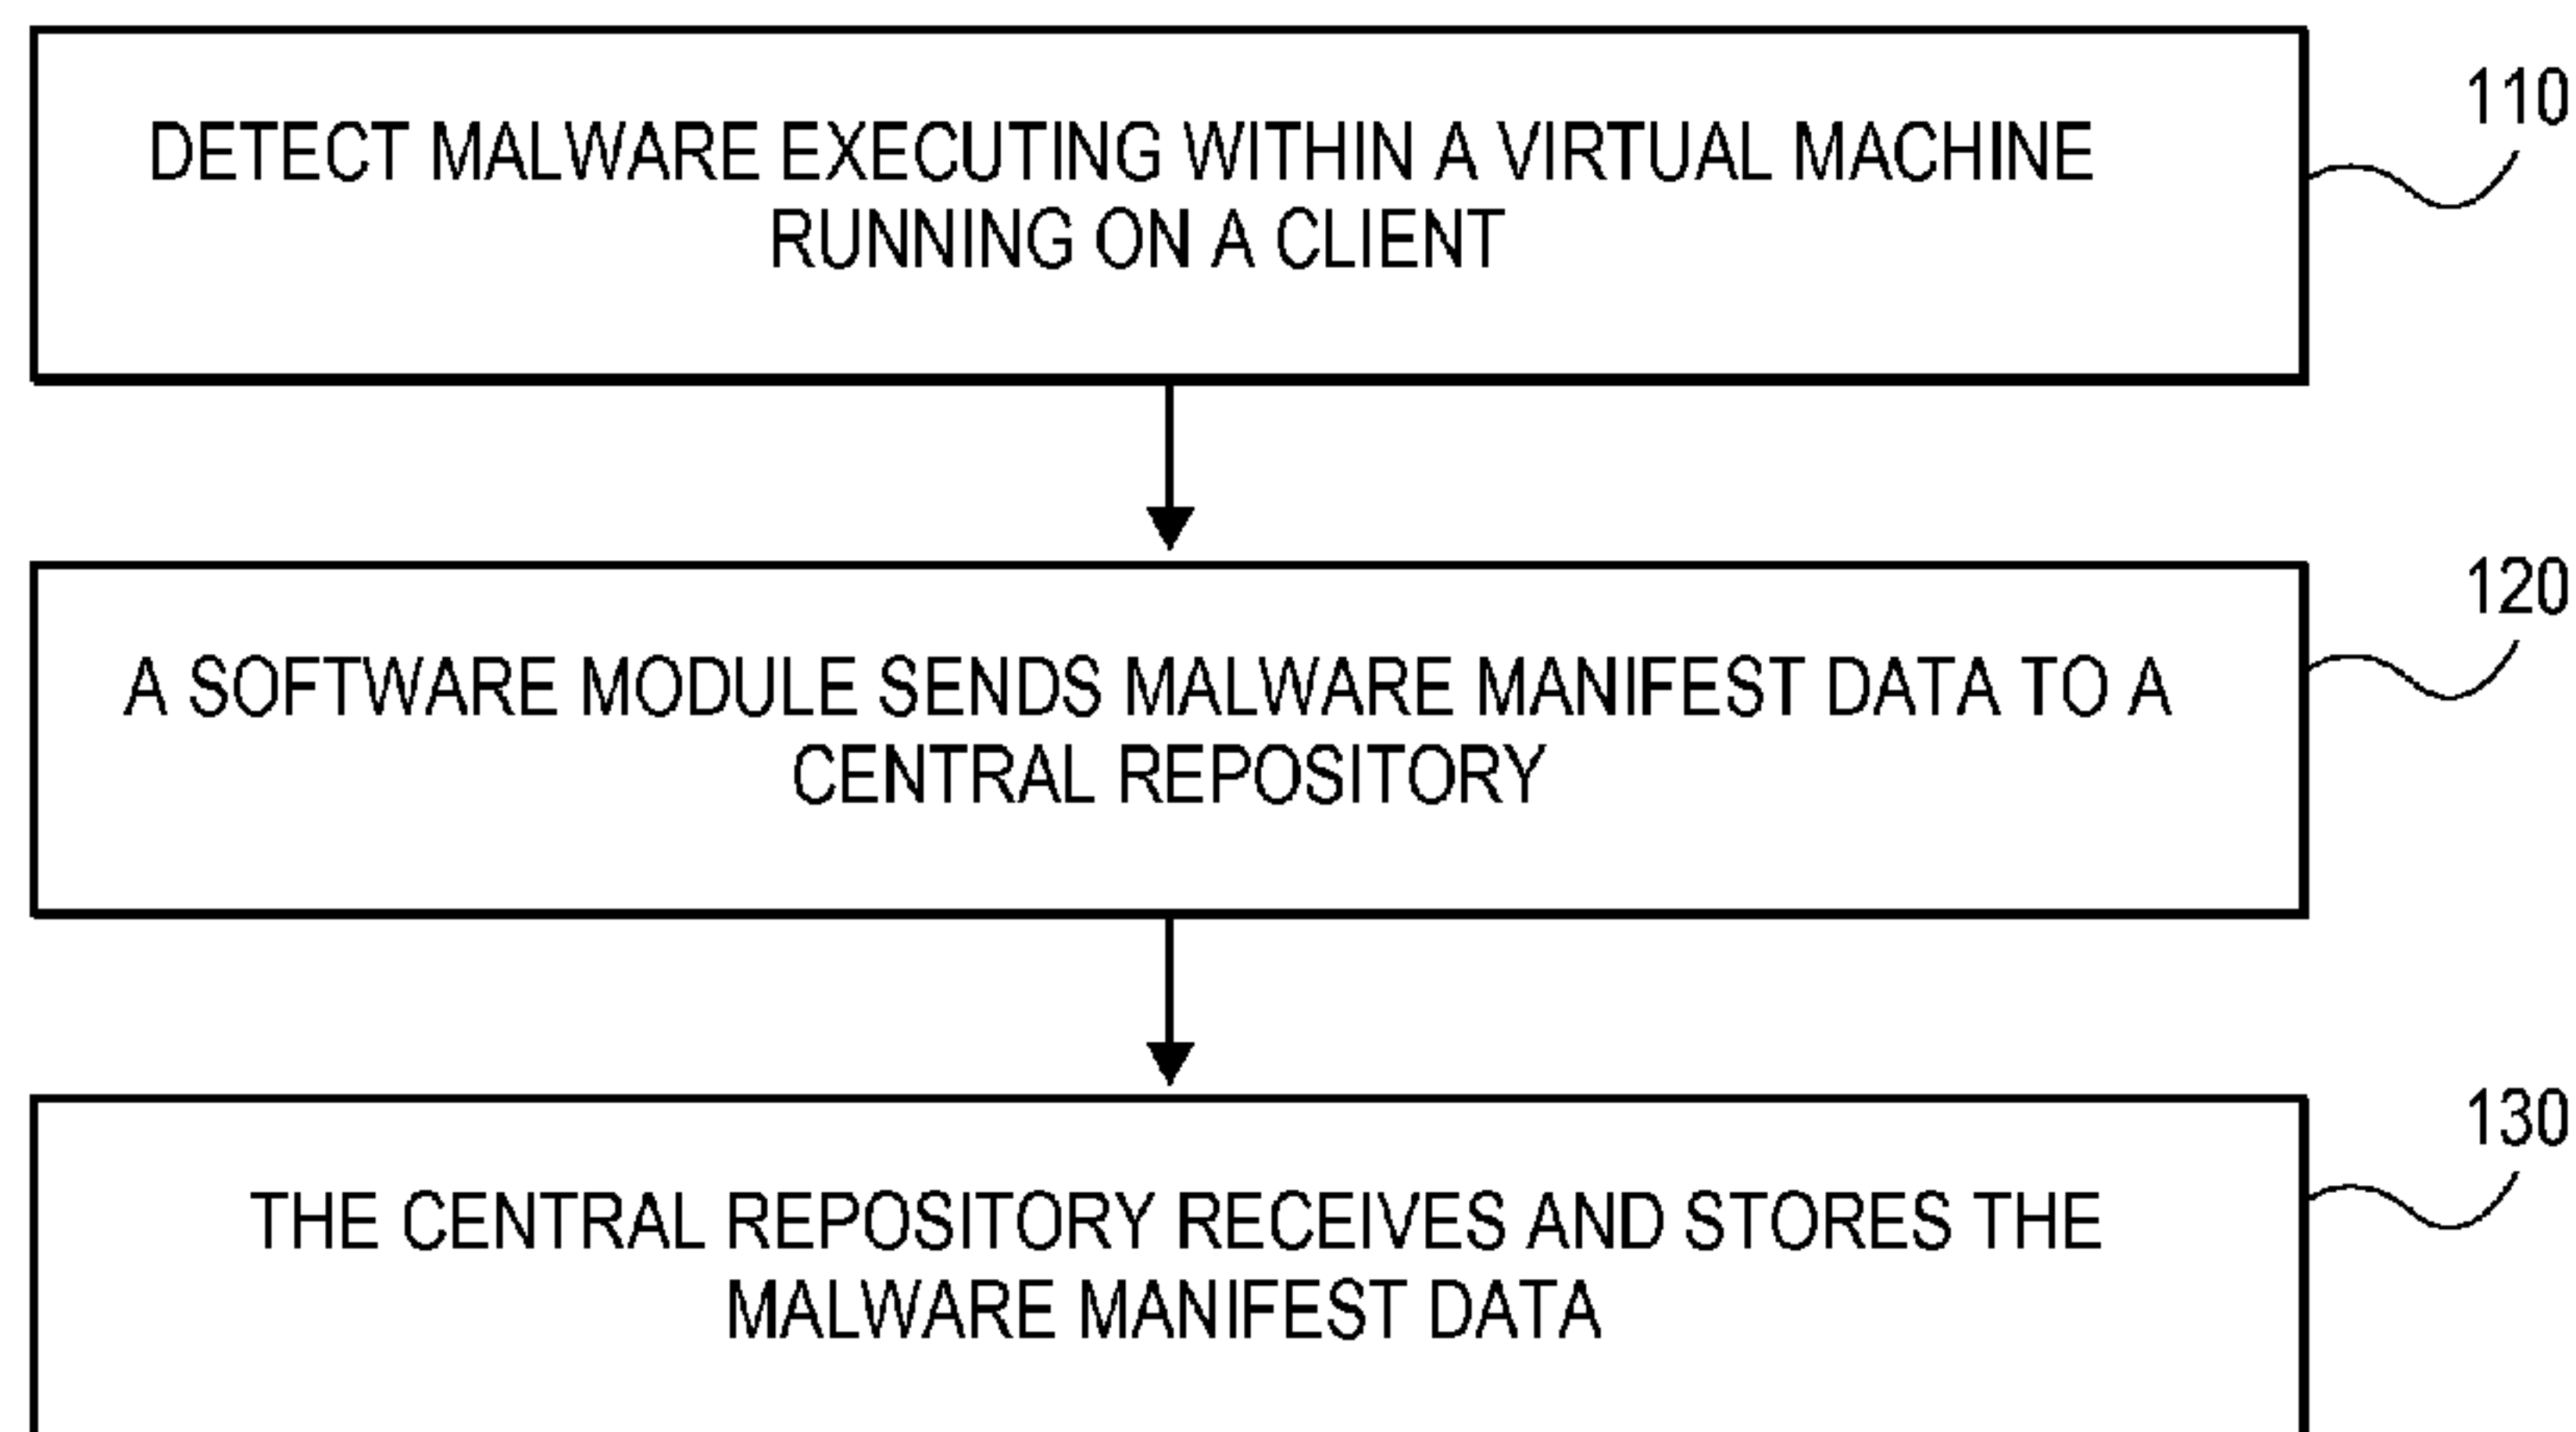 110
DETECT MALWARE EXECUTING WITHIN A VIRTUAL MACHINE
RUNNING ON A CLIENT
120
A SOFTWARE MODULE SENDS MALWARE MANIFEST DATA TO A
CENTRAL REPOSITORY
130
THE CENTRAL REPOSITORY RECEIVES AND STORES THE
MALWARE MANIFEST DATA